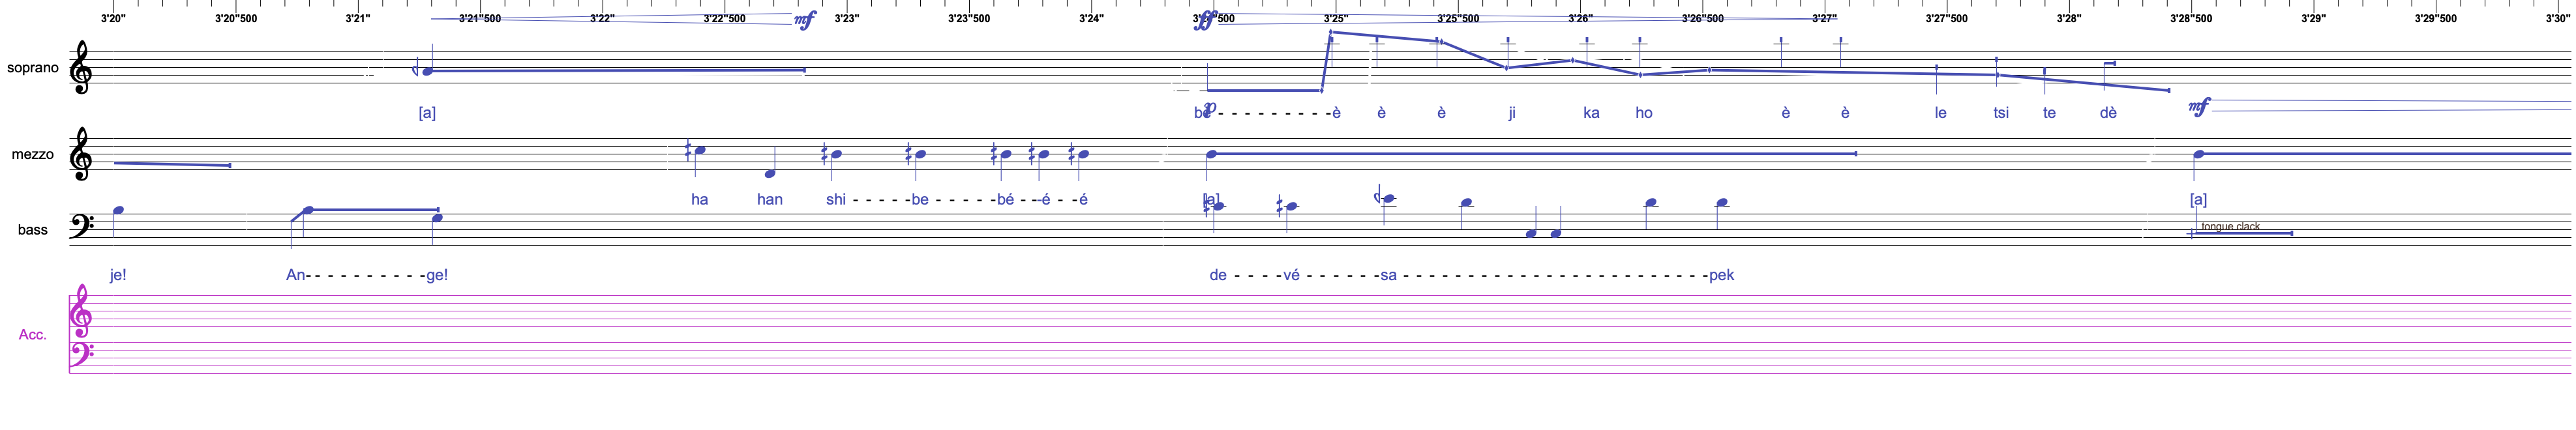 3'20" 3'20"500 3'21" 3'21"500 3'22" 3'22"500 3'23" 3'23"500 3'24" 3'24"500 3'25" 3'25"500 3'26" 3'26"500 3'27" 3'27"500 3'28" 3'28"500 3'29" 3'29"500 3'30"
mf ff
soprano
[a] bè - - - - - - - - - -è è è ji ka ho è è le tsi te dè
p mf
mezzo
ha han shi - - - - -be - - - - - -bé - - -é - -é [a] [a]
bass
tongue clack
je! An- - - - - - - - - -ge! de - - - -vé - - - - - -sa - - - - - - - - - - - - - - - - - - - - - - - -pek
Acc.